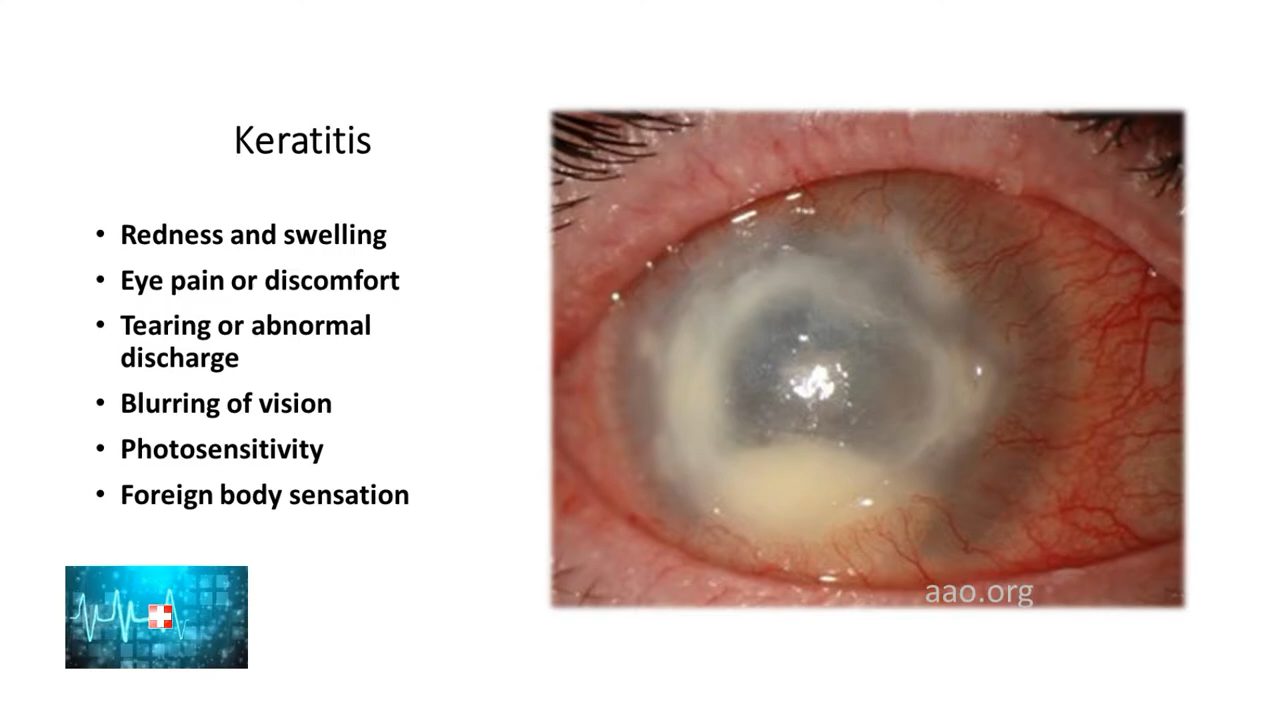 Keratitis
• Redness and swelling
• Eye pain or discomfort
• Tearing or abnormal
discharge
• Blurring of vision
• Photosensitivity
• Foreign body sensation
aao.org